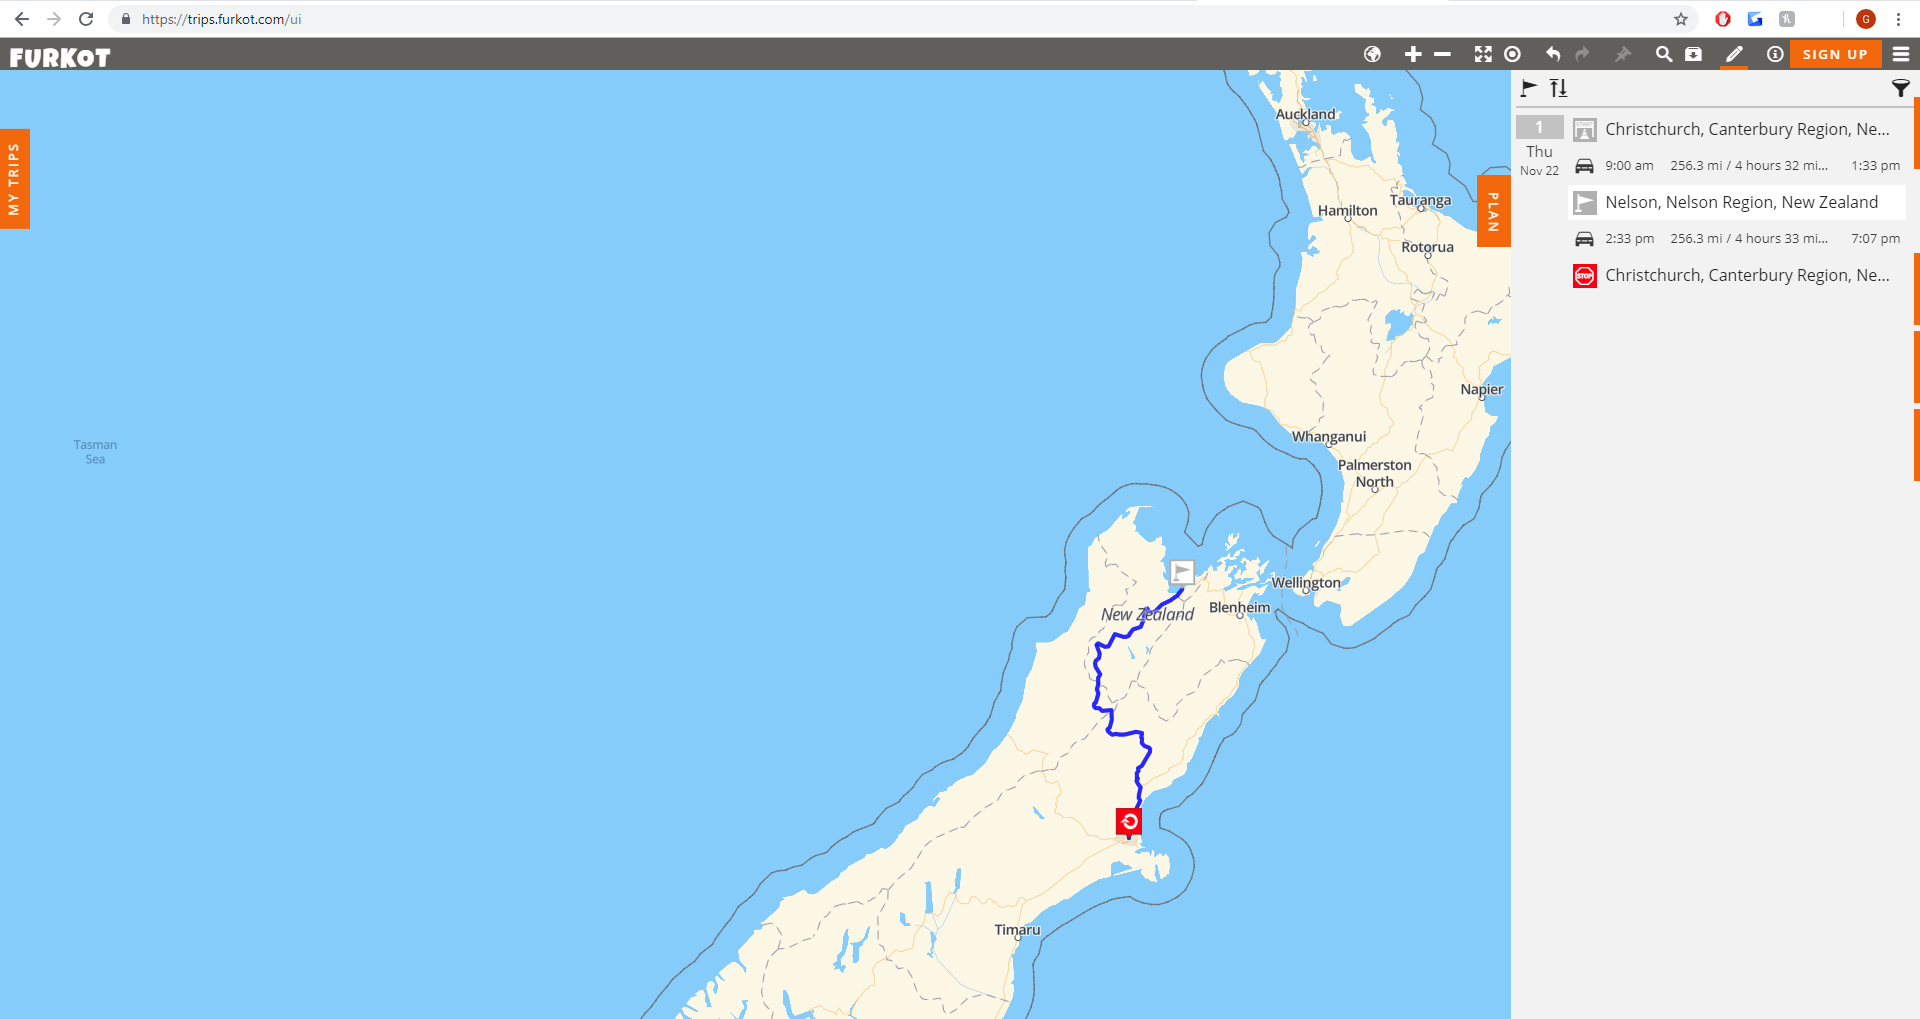 https://trips.furkot.com/ui
G
FURKOT
SIGN UP
MY TRIPS
PLAN
1
Thu
Nov 22
START
Christchurch, Canterbury Region, Ne...
9:00 am 256.3 mi / 4 hours 32 mi... 1:33 pm
Nelson, Nelson Region, New Zealand
2:33 pm 256.3 mi / 4 hours 33 mi... 7:07 pm
STOP
Christchurch, Canterbury Region, Ne...
Auckland
Tauranga
Hamilton
Rotorua
Napier
Whanganui
Palmerston
North
Tasman
Sea
Wellington
Blenheim
New Zealand
Timaru